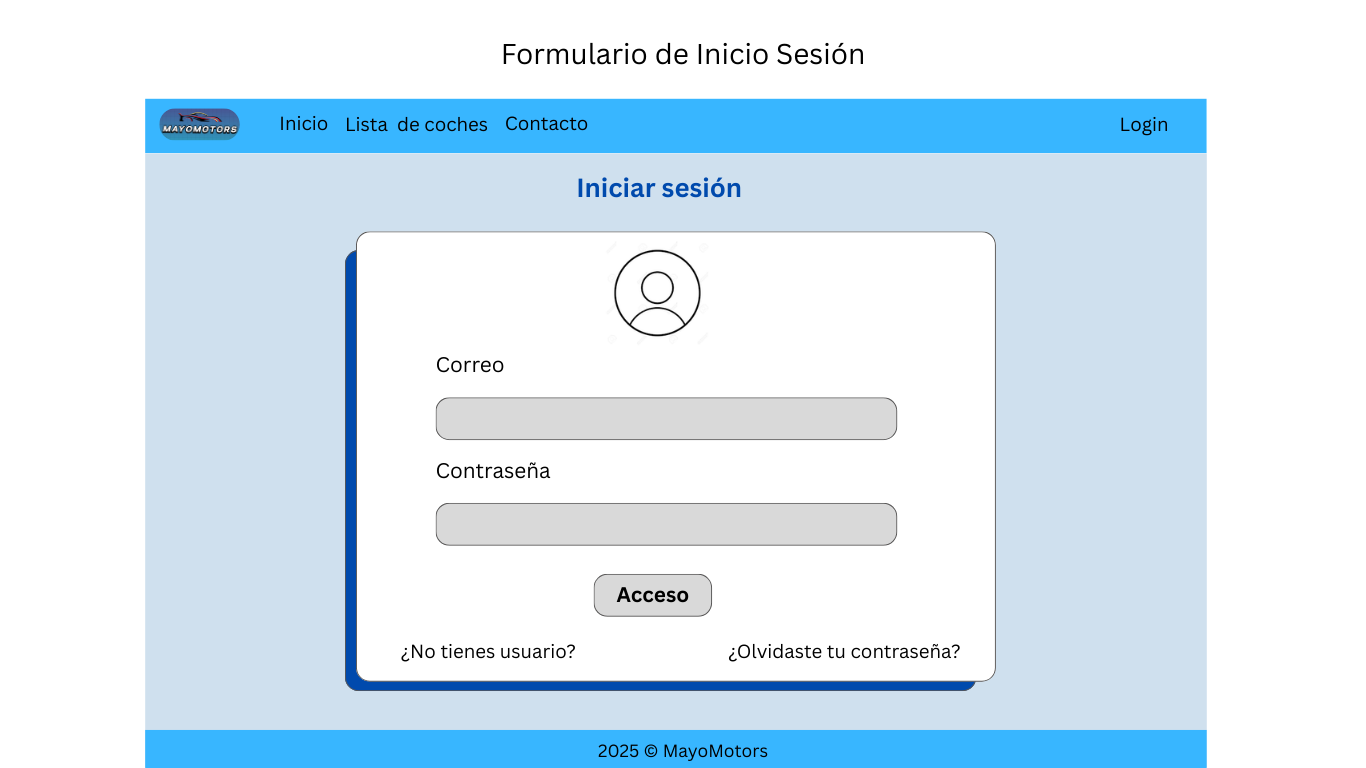 Formulario de Inicio Sesión
MAYOMOTORS
Inicio Lista de coches Contacto Login
Iniciar sesión
Correo
Contraseña
Acceso
¿No tienes usuario? ¿Olvidaste tu contraseña?
2025 © MayoMotors